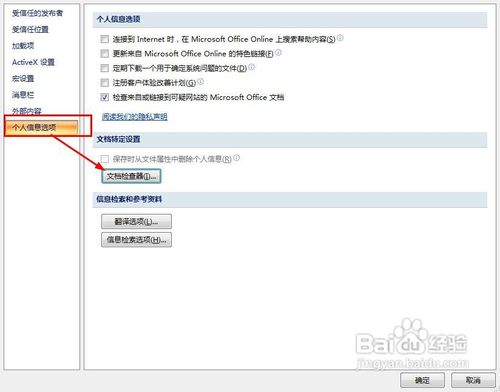 受信任的发布者
受信任位置
加载项
ActiveX 设置
宏设置
消息栏
外部内容
个人信息选项
个人信息选项
连接到 Internet 时，在 Microsoft Office Online 上搜索帮助内容(S)
更新来自 Microsoft Office Online 的特色链接(F)
定期下载一个用于确定系统问题的文件(D)
注册客户体验改善计划(G)
检查来自或链接到可疑网站的 Microsoft Office 文档
阅读我们的隐私声明
文档特定设置
保存时从文件属性中删除个人信息(R)
文档检查器(I)...
信息检索和参考资料
翻译选项(L)...
信息检索选项(H)...
Baidu 经验
jingyan.baidu.com
确定
取消